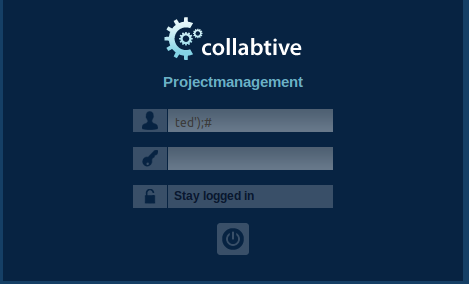 collabtive
Projectmanagement
ted');#
Stay logged in